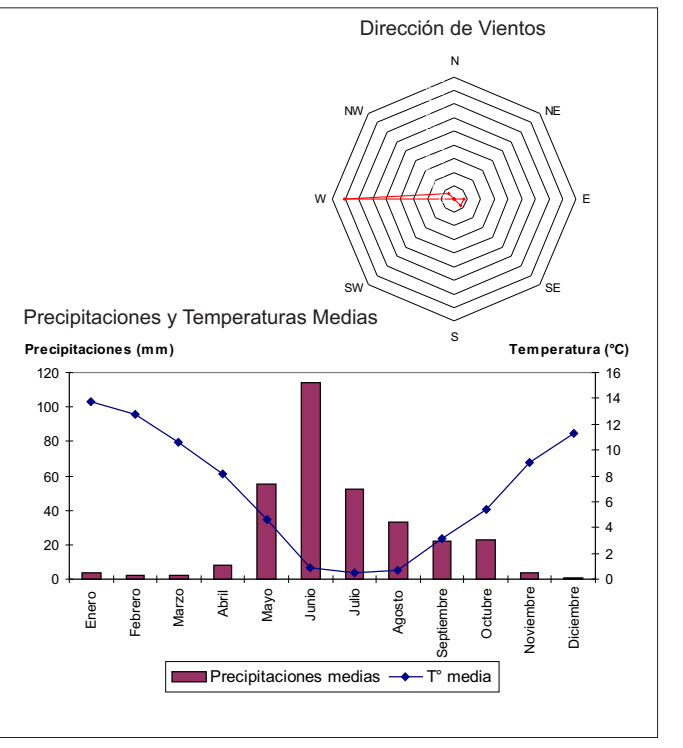 Dirección de Vientos
N
NW
NE
W
E
SW
SE
S
Precipitaciones y Temperaturas Medias
Precipitaciones (mm)
Temperatura (°C)
120
100
80
60
40
20
0
16
14
12
10
8
6
4
2
0
Enero
Febrero
Marzo
Abril
Mayo
Junio
Julio
Agosto
Septiembre
Octubre
Noviembre
Diciembre
Precipitaciones medias
T° media